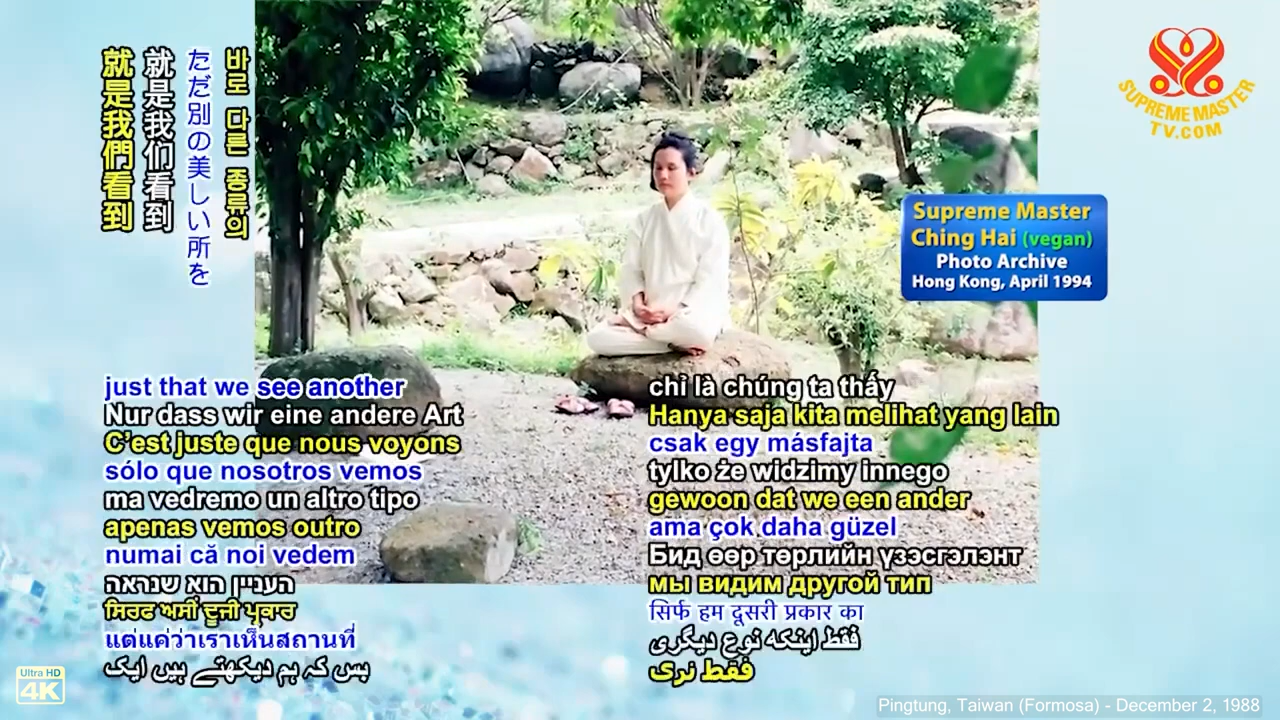 就是我們看到
就是我们看到
ただ別の美しい所を
바로 다른 종류의
SUPREME MASTER
TV.COM
Supreme Master
Ching Hai (vegan)
Photo Archive
Hong Kong, April 1994
just that we see another
Nur dass wir eine andere Art
C'est juste que nous voyons
sólo que nosotros vemos
ma vedremo un altro tipo
apenas vemos outro
numai că noi vedem
העניין הוא שנראה
ਸਿਰਫ ਅਸੀਂ ਦੂਜੀ ਪ੍ਰਕਾਰ
แต่แค่ว่าเราเห็นสถานที่
بس کہ ہم دیکھتے ہیں ایک
chỉ là chúng ta thấy
Hanya saja kita melihat yang lain
csak egy másfajta
tylko że widzimy innego
gewoon dat we een ander
ama çok daha güzel
Бид өөр төрлийн үзэсгэлэнт
мы видим другой тип
सिर्फ हम दूसरी प्रकार का
فقط اینکه نوع دیگری
فقط نرى
Ultra HD
4K
Pingtung, Taiwan (Formosa) - December 2, 1988